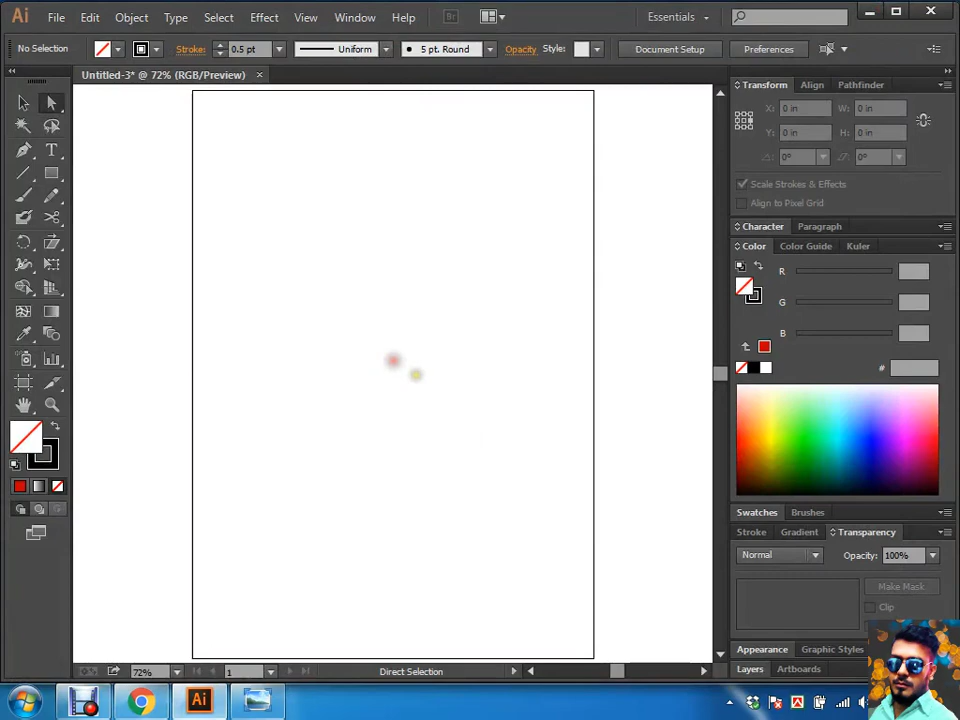 Ai File Edit Object Type Select Effect View Window Help Br Essentials
No Selection Stroke: 0.5 pt Uniform 5 pt. Round Opacity Style: Document Setup Preferences
Untitled-3* @ 72% (RGB/Preview)
Transform Align Pathfinder
X: 0 in W: 0 in
Y: 0 in H: 0 in
0° 0°
Scale Strokes & Effects
Align to Pixel Grid
Character Paragraph
Color Color Guide Kuler
R
G
B
#
Swatches Brushes
Stroke Gradient Transparency
Normal Opacity: 100%
Make Mask
Clip
Appearance Graphic Styles
Layers Artboards
72% 1 Direct Selection
Ai